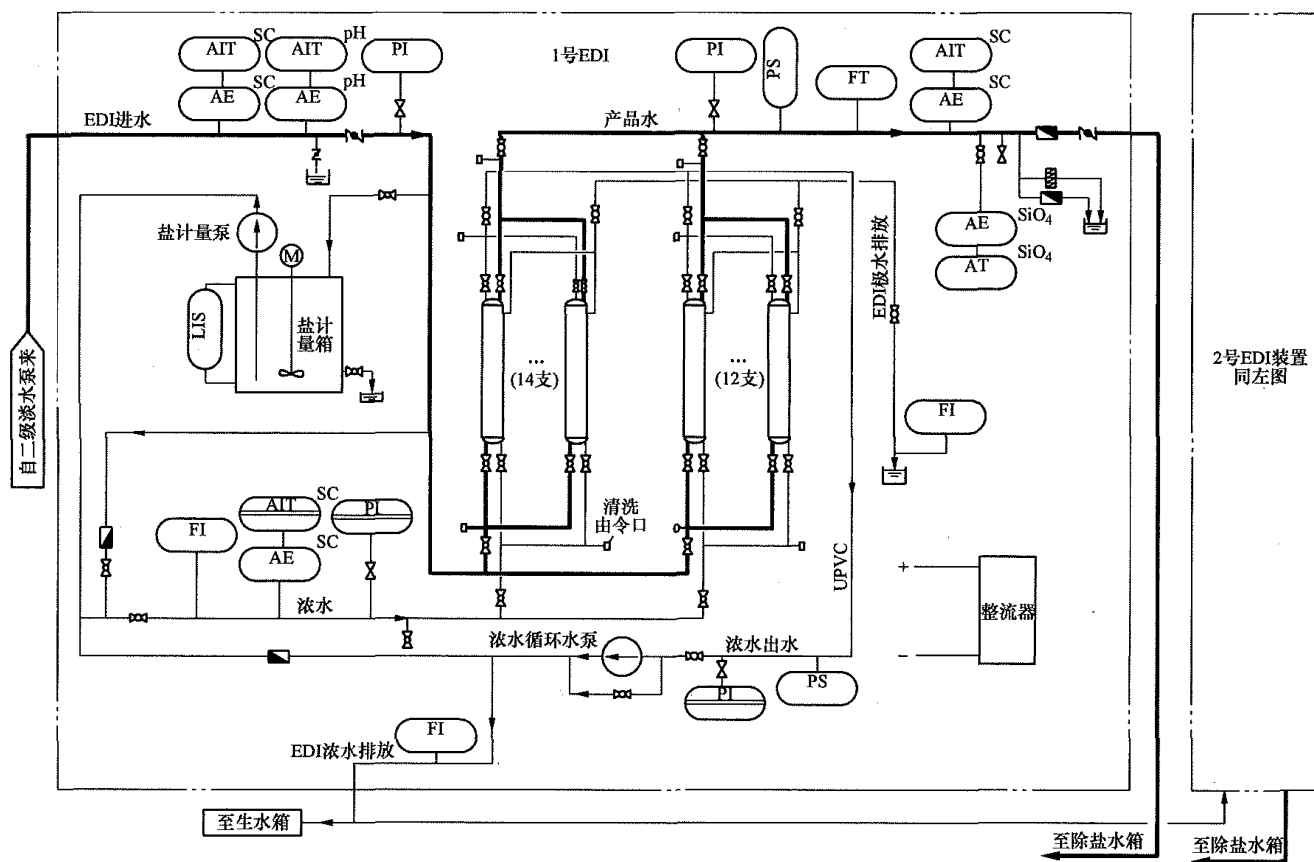 SC
pH
AIT
AIT
PI
1号EDI
PI
PS
FT
AIT
SC
SC
pH
AE
AE
AE
SC
EDI进水
产品水
盐计量泵
M
LIS
盐计
量箱
EDI极水排放
AE
SiO4
AT
SiO4
自二级淡水泵来
...
(14支)
...
(12支)
2号EDI装置
同左图
FI
清洗
由令口
AIT
SC
PI
FI
AE
SC
浓水
UPVC
+
整流器
−
浓水循环水泵
浓水出水
PI
PS
FI
EDI浓水排放
至生水箱
至除盐水箱
至除盐水箱